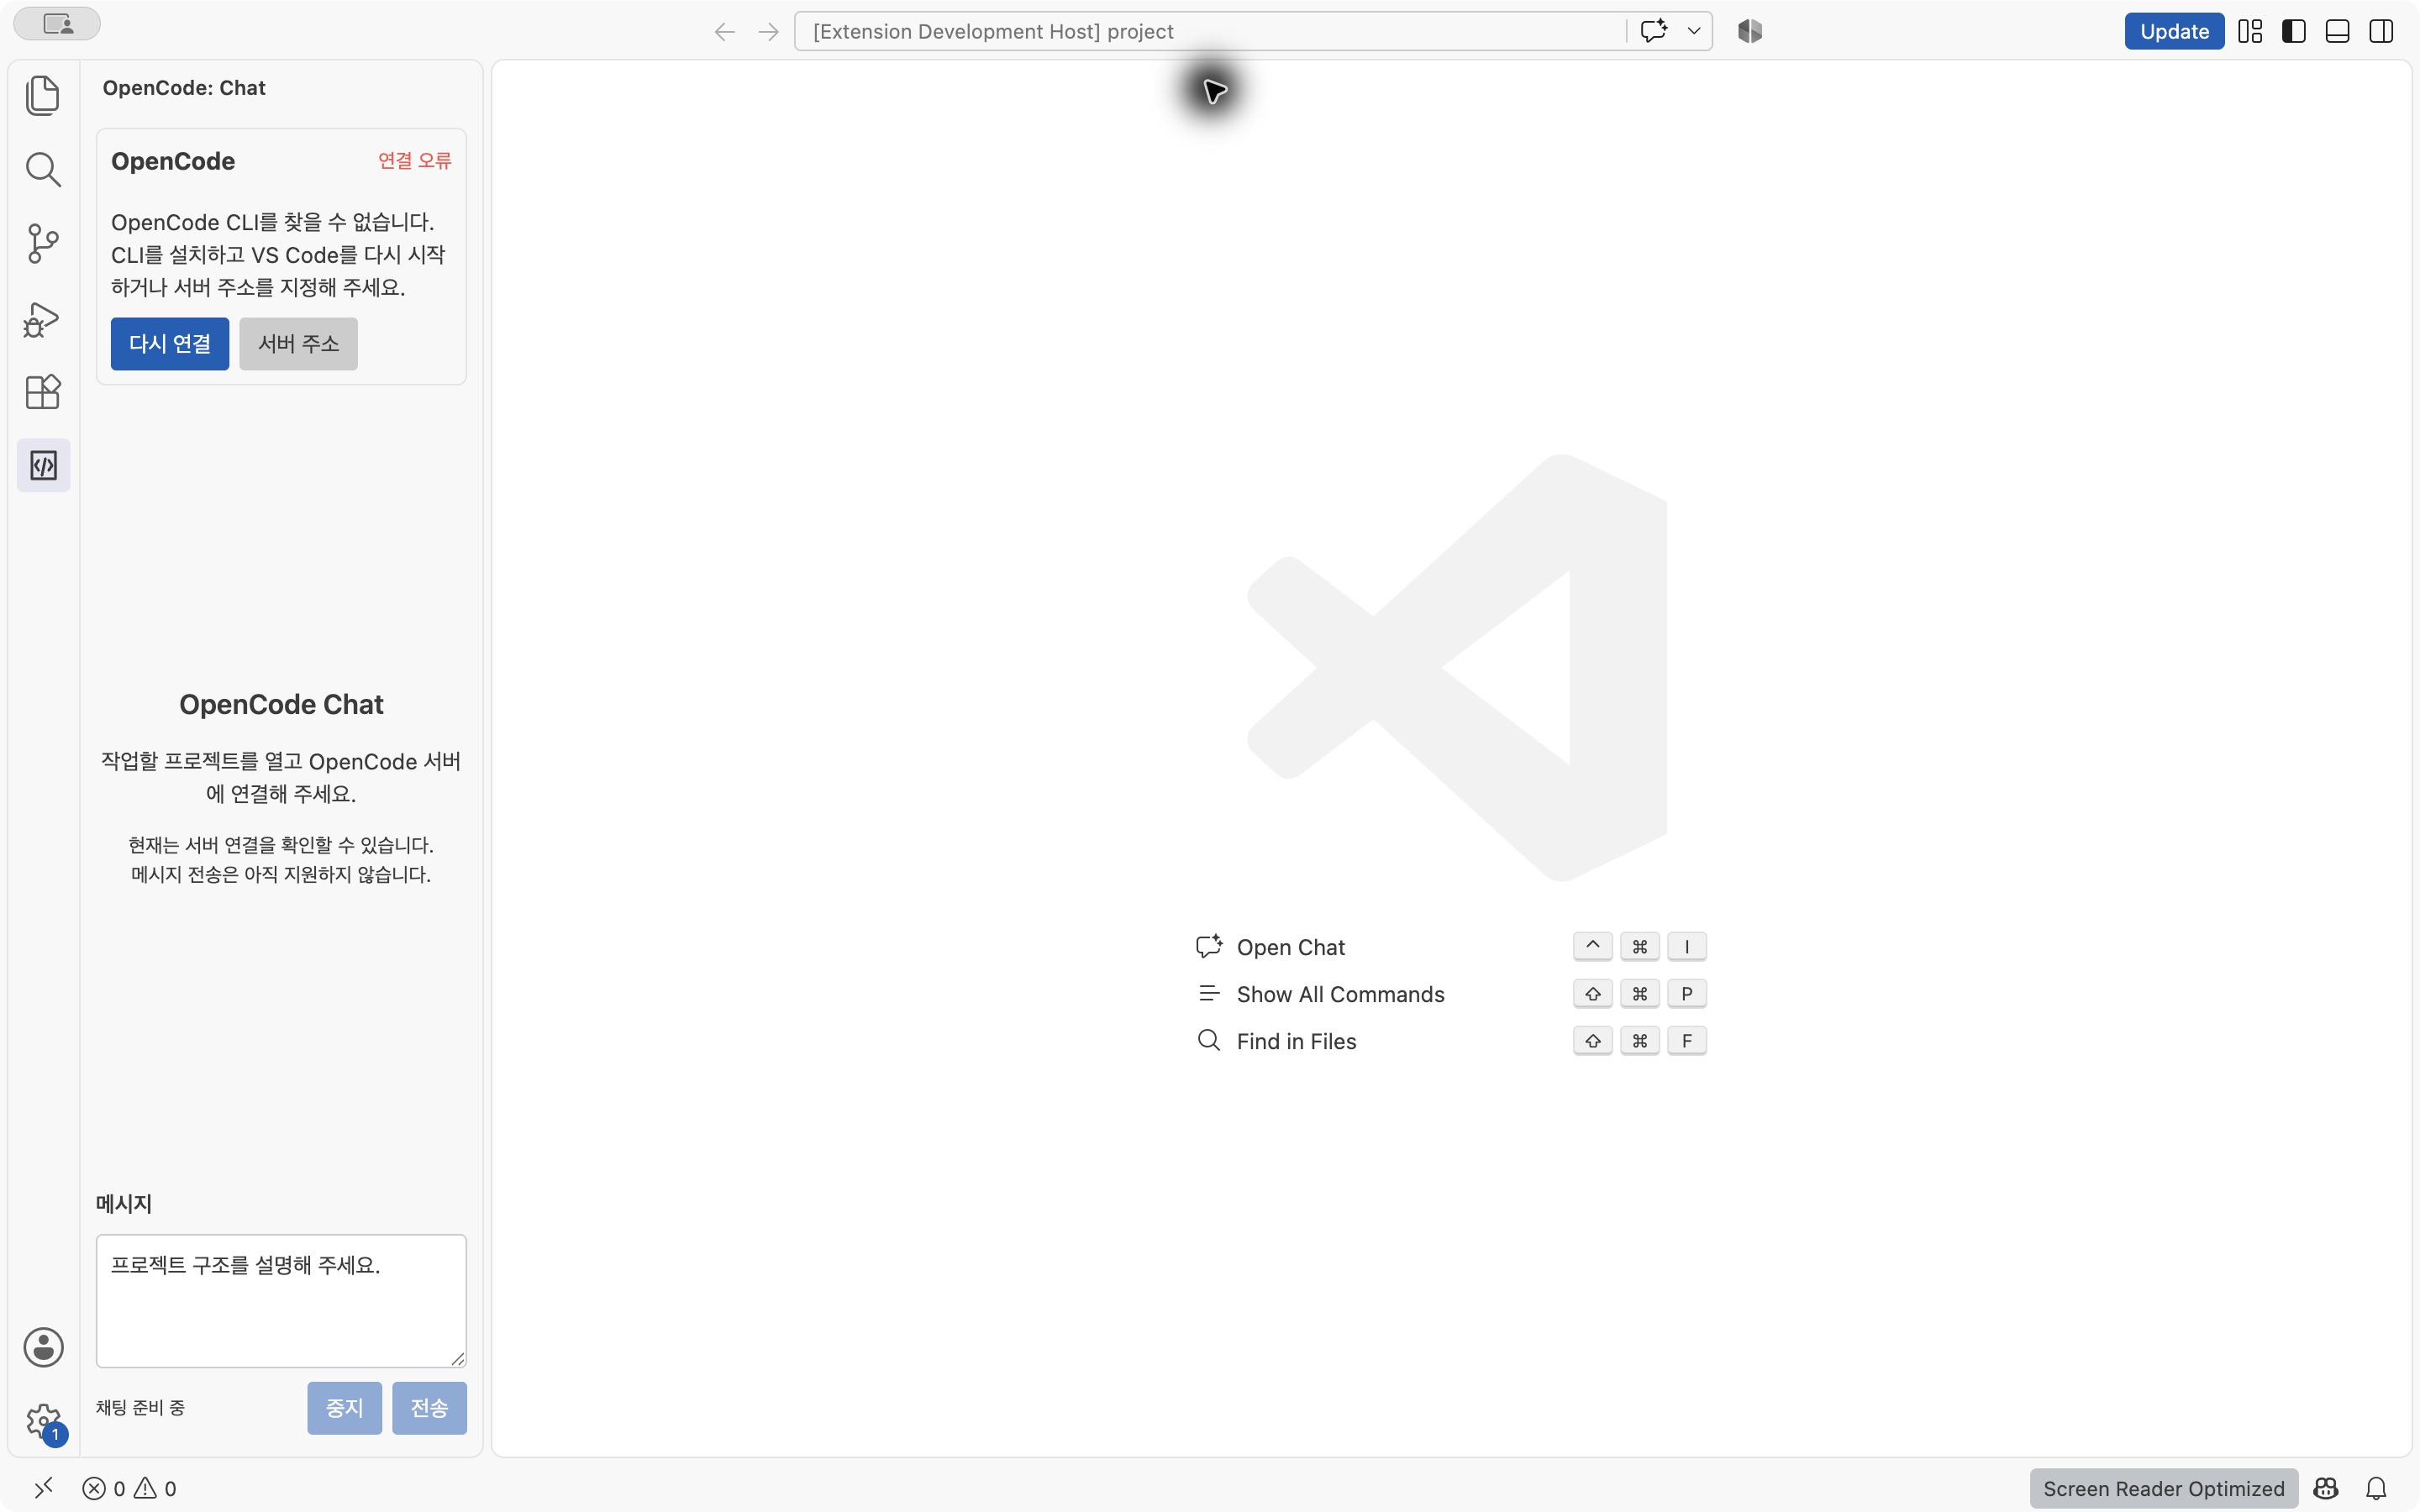 [Extension Development Host] project
Update
OpenCode: Chat
OpenCode
연결 오류
OpenCode CLI를 찾을 수 없습니다.
CLI를 설치하고 VS Code를 다시 시작
하거나 서버 주소를 지정해 주세요.
다시 연결
서버 주소
OpenCode Chat
작업할 프로젝트를 열고 OpenCode 서버
에 연결해 주세요.
현재는 서버 연결을 확인할 수 있습니다.
메시지 전송은 아직 지원하지 않습니다.
Open Chat
^ ⌘ I
Show All Commands
⇧ ⌘ P
Find in Files
⇧ ⌘ F
메시지
프로젝트 구조를 설명해 주세요.
채팅 준비 중
중지
전송
1
0
0
Screen Reader Optimized